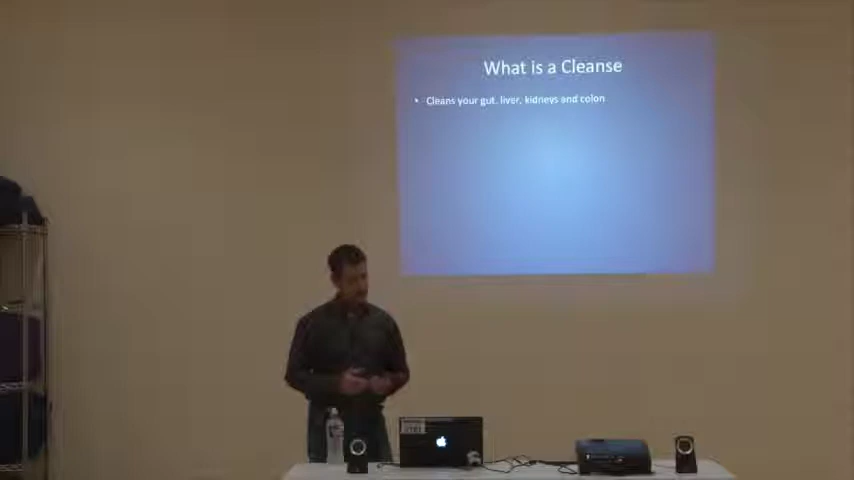 What is a Cleanse
• Cleans your gut, liver, kidneys and colon